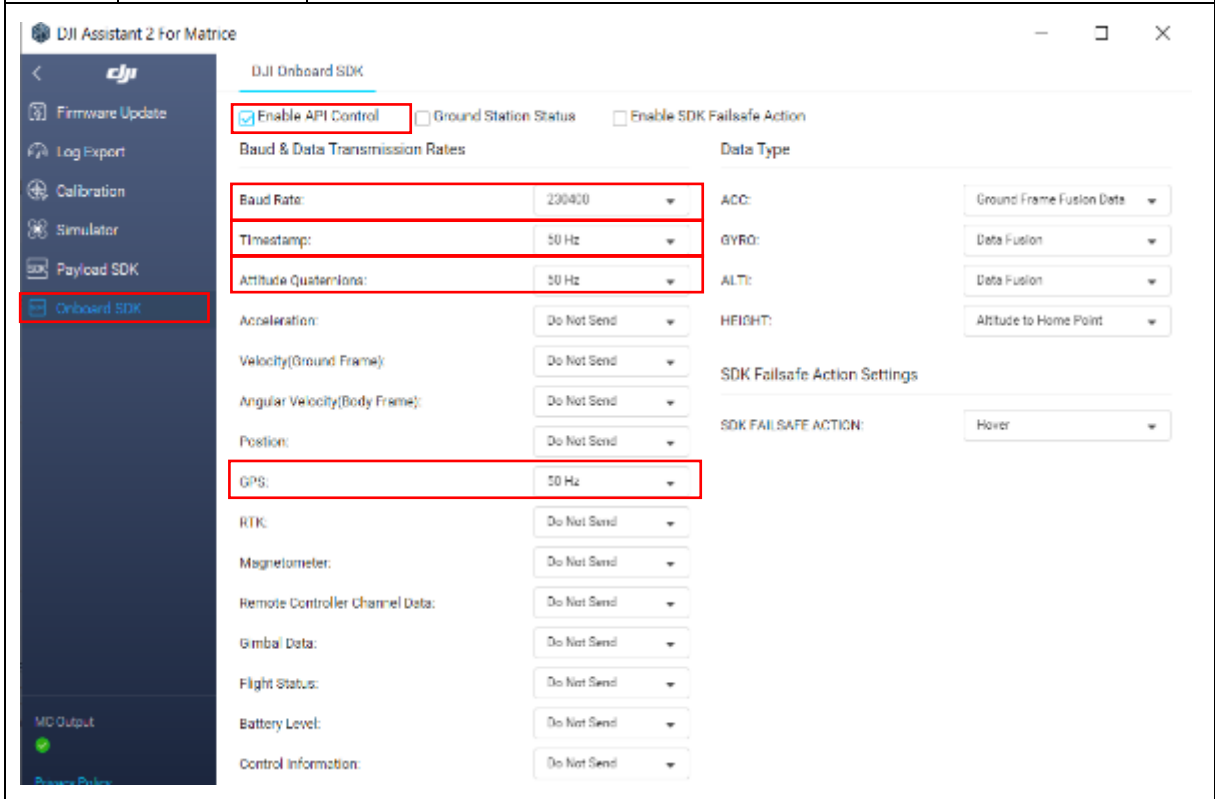 DJI Assistant 2 For Matrice
dji
Firmware Update
Log Export
Calibration
Simulator
Payload SDK
Onboard SDK
MC Output
Privacy Policy
DJI Onboard SDK
Enable API Control Ground Station Status Enable SDK Failsafe Action
Baud & Data Transmission Rates
Baud Rate: 230400
Timestamp: 50 Hz
Attitude Quaternions: 50 Hz
Acceleration: Do Not Send
Velocity(Ground Frame): Do Not Send
Angular Velocity(Body Frame): Do Not Send
Postion: Do Not Send
GPS: 50 Hz
RTK: Do Not Send
Magnetometer: Do Not Send
Remote Controller Channel Data: Do Not Send
Gimbal Data: Do Not Send
Flight Status: Do Not Send
Battery Level: Do Not Send
Control Information: Do Not Send
Data Type
ACC: Ground Frame Fusion Data
GYRO: Data Fusion
ALTI: Data Fusion
HEIGHT: Altitude to Home Point
SDK Failsafe Action Settings
SDK FAILSAFE ACTION: Hover